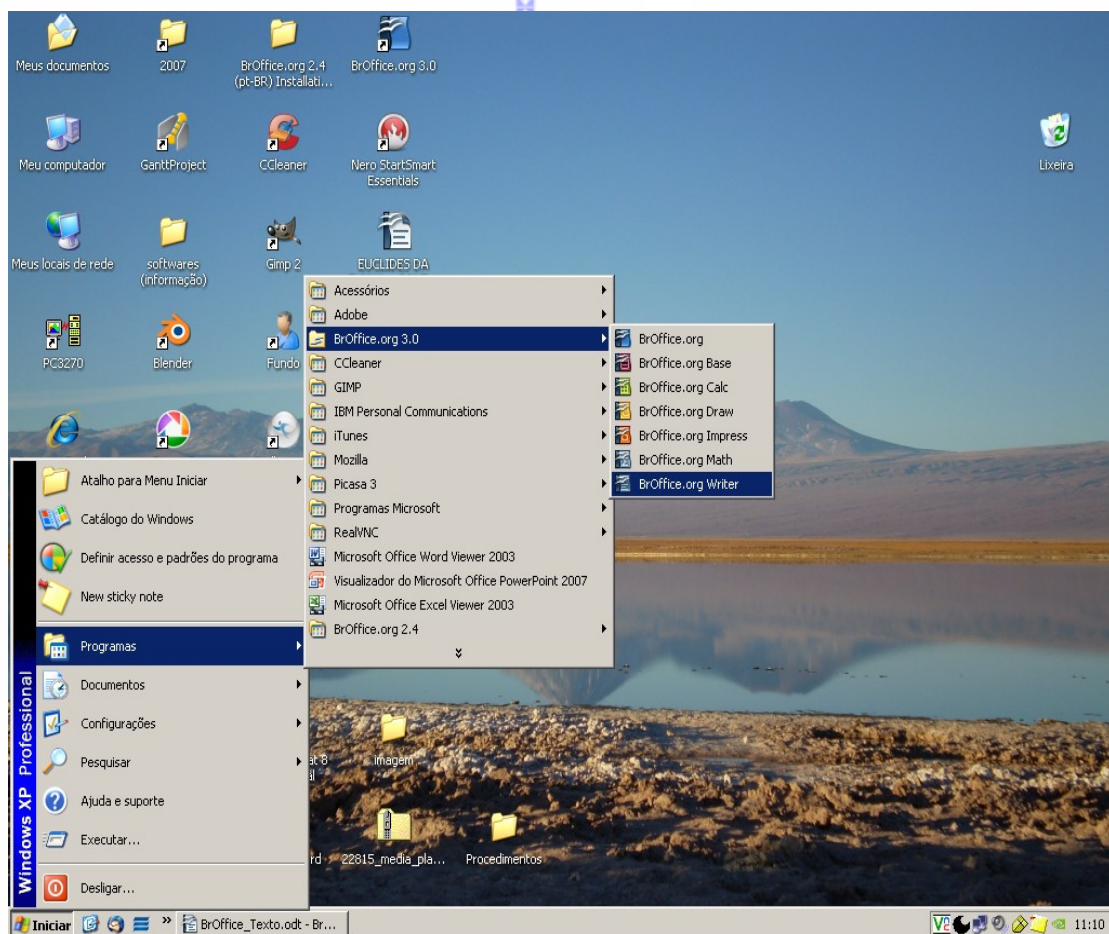 Meus documentos
2007
BrOffice.org 2.4
(pt-BR) Installati...
BrOffice.org 3.0
Meu computador
GanttProject
CCleaner
Nero StartSmart
Essentials
Lixeira
Meus locais de rede
softwares
(informação)
Gimp 2
EUCLIDES DA
PC3270
Blender
Fundo
Acessórios
Adobe
BrOffice.org 3.0
CCleaner
GIMP
IBM Personal Communications
iTunes
Mozilla
Picasa 3
Programas Microsoft
RealVNC
Microsoft Office Word Viewer 2003
Visualizador do Microsoft Office PowerPoint 2007
Microsoft Office Excel Viewer 2003
BrOffice.org 2.4
BrOffice.org
BrOffice.org Base
BrOffice.org Calc
BrOffice.org Draw
BrOffice.org Impress
BrOffice.org Math
BrOffice.org Writer
Atalho para Menu Iniciar
Catálogo do Windows
Definir acesso e padrões do programa
New sticky note
Programas
Documentos
Configurações
Pesquisar
Ajuda e suporte
Executar...
Desligar...
Windows XP Professional
imagem
22815_media_pla...
Procedimentos
Iniciar
BrOffice_Texto.odt - Br...
11:10